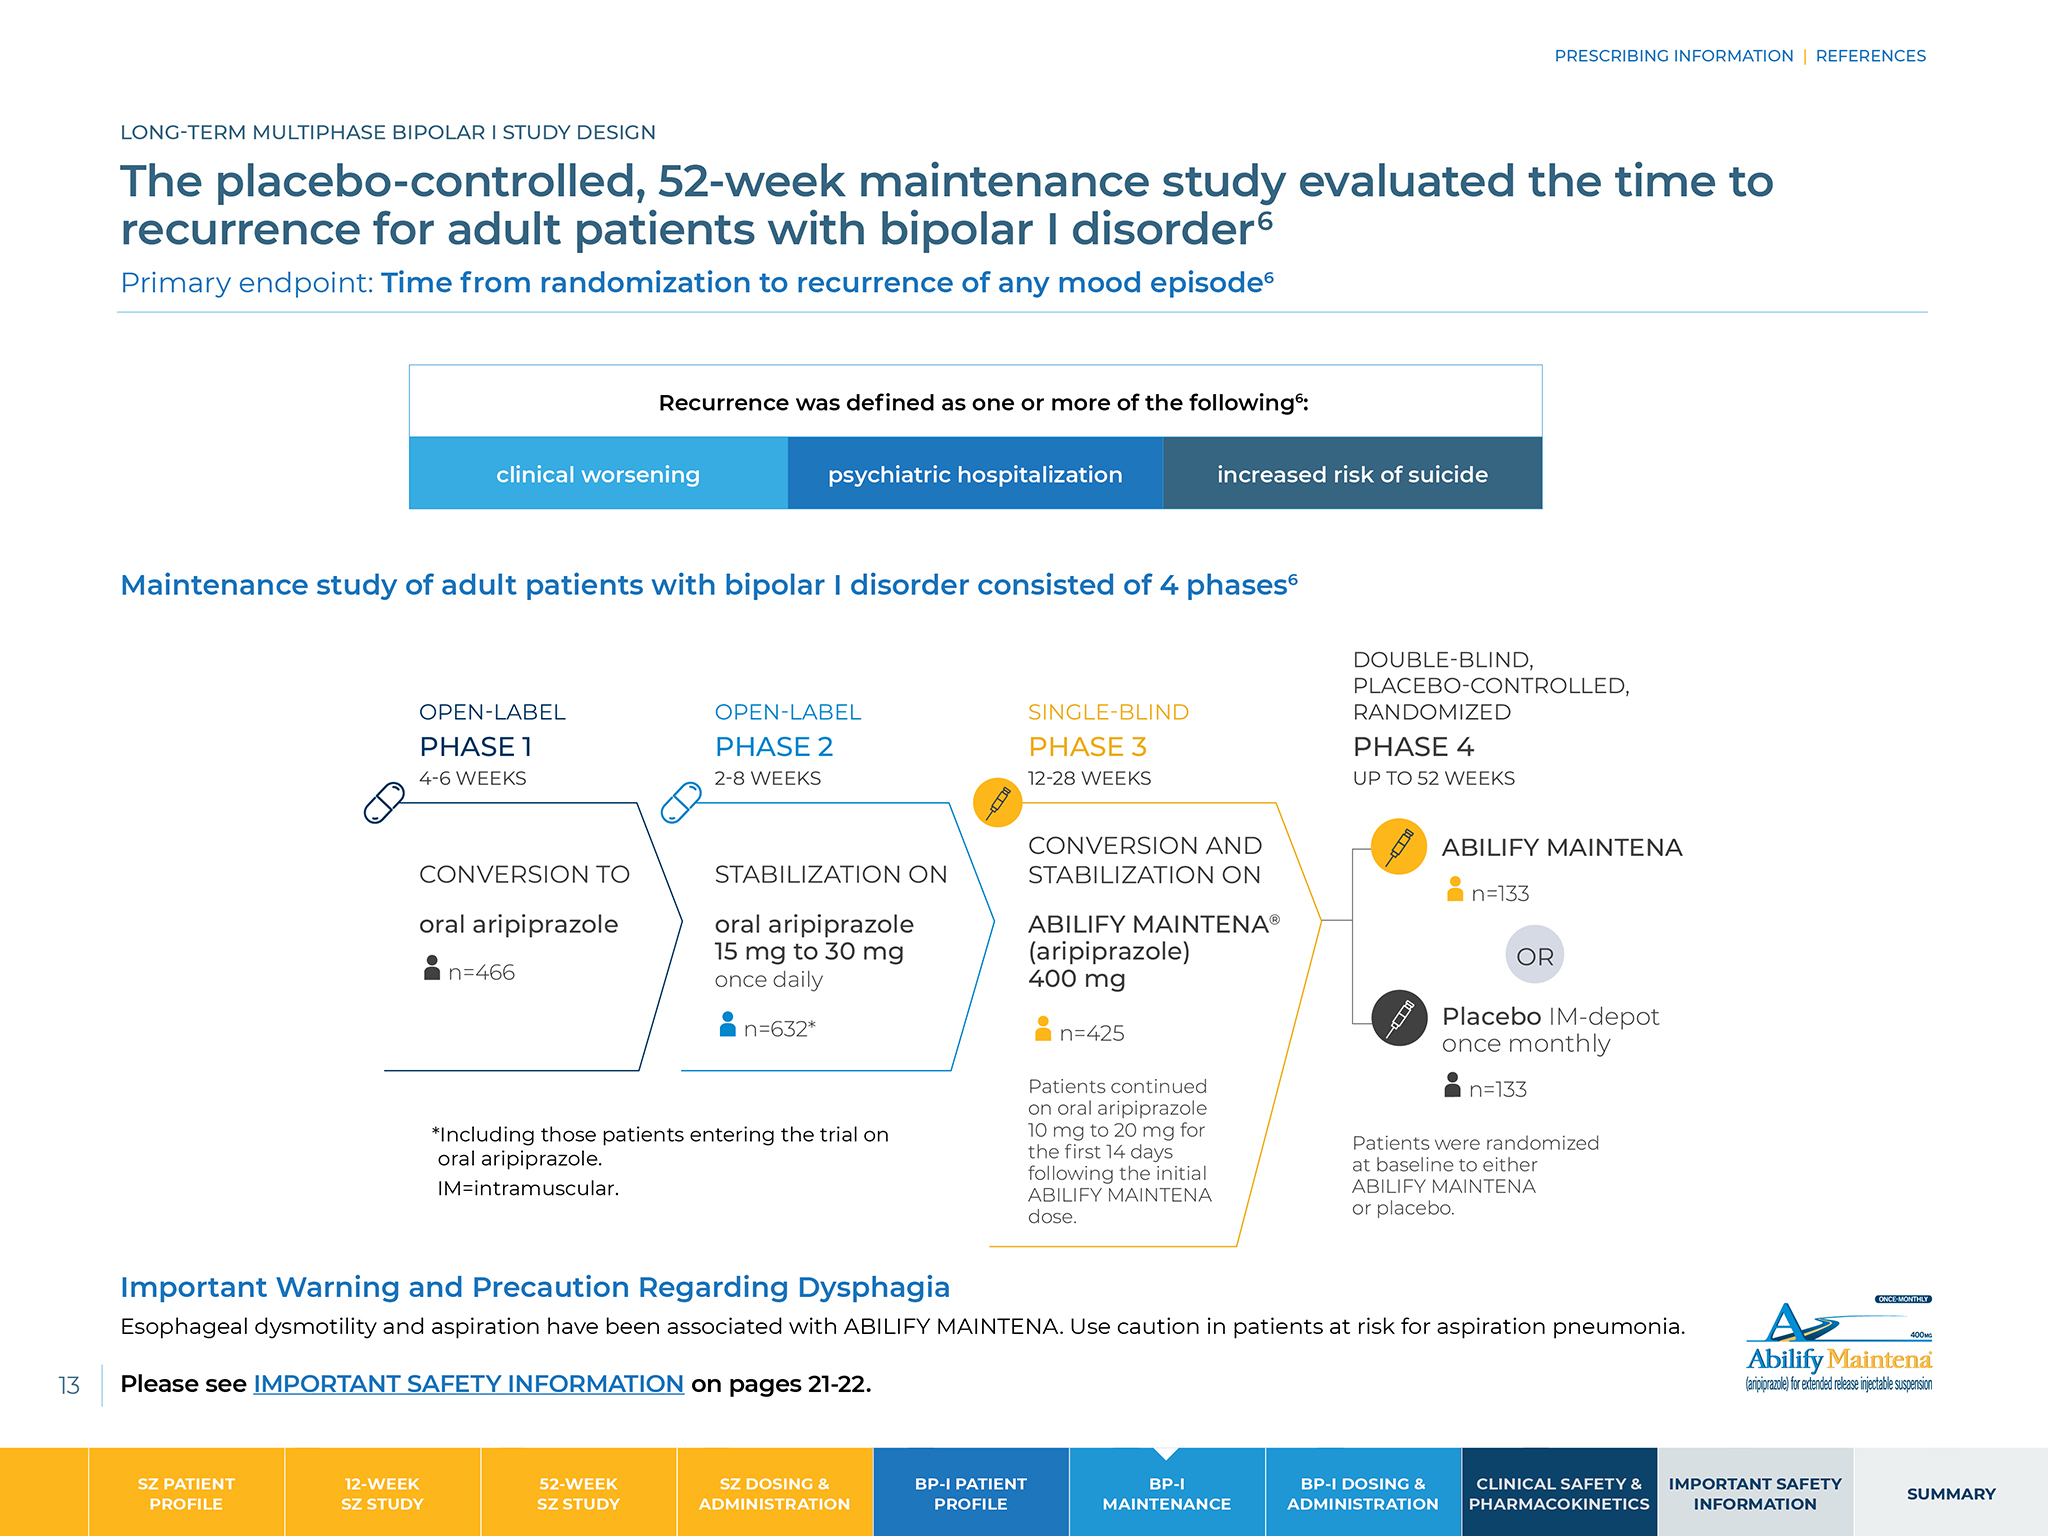 PRESCRIBING INFORMATION | REFERENCES
LONG-TERM MULTIPHASE BIPOLAR I STUDY DESIGN
The placebo-controlled, 52-week maintenance study evaluated the time to
recurrence for adult patients with bipolar I disorder⁶
Primary endpoint: Time from randomization to recurrence of any mood episode⁶
Recurrence was defined as one or more of the following⁶:
clinical worsening
psychiatric hospitalization
increased risk of suicide
Maintenance study of adult patients with bipolar I disorder consisted of 4 phases⁶
OPEN-LABEL
PHASE 1
4-6 WEEKS
CONVERSION TO
oral aripiprazole
n=466
OPEN-LABEL
PHASE 2
2-8 WEEKS
STABILIZATION ON
oral aripiprazole
15 mg to 30 mg
once daily
n=632*
*Including those patients entering the trial on
oral aripiprazole.
IM=intramuscular.
SINGLE-BLIND
PHASE 3
12-28 WEEKS
CONVERSION AND
STABILIZATION ON
ABILIFY MAINTENA®
(aripiprazole)
400 mg
n=425
Patients continued
on oral aripiprazole
10 mg to 20 mg for
the first 14 days
following the initial
ABILIFY MAINTENA
dose.
DOUBLE-BLIND,
PLACEBO-CONTROLLED,
RANDOMIZED
PHASE 4
UP TO 52 WEEKS
ABILIFY MAINTENA
n=133
OR
Placebo IM-depot
once monthly
n=133
Patients were randomized
at baseline to either
ABILIFY MAINTENA
or placebo.
Important Warning and Precaution Regarding Dysphagia
Esophageal dysmotility and aspiration have been associated with ABILIFY MAINTENA. Use caution in patients at risk for aspiration pneumonia.
13
Please see IMPORTANT SAFETY INFORMATION on pages 21-22.
ONCE-MONTHLY
400MG
Abilify Maintena®
(aripiprazole) for extended release injectable suspension
SZ PATIENT
PROFILE
12-WEEK
SZ STUDY
52-WEEK
SZ STUDY
SZ DOSING &
ADMINISTRATION
BP-I PATIENT
PROFILE
BP-I
MAINTENANCE
BP-I DOSING &
ADMINISTRATION
CLINICAL SAFETY &
PHARMACOKINETICS
IMPORTANT SAFETY
INFORMATION
SUMMARY